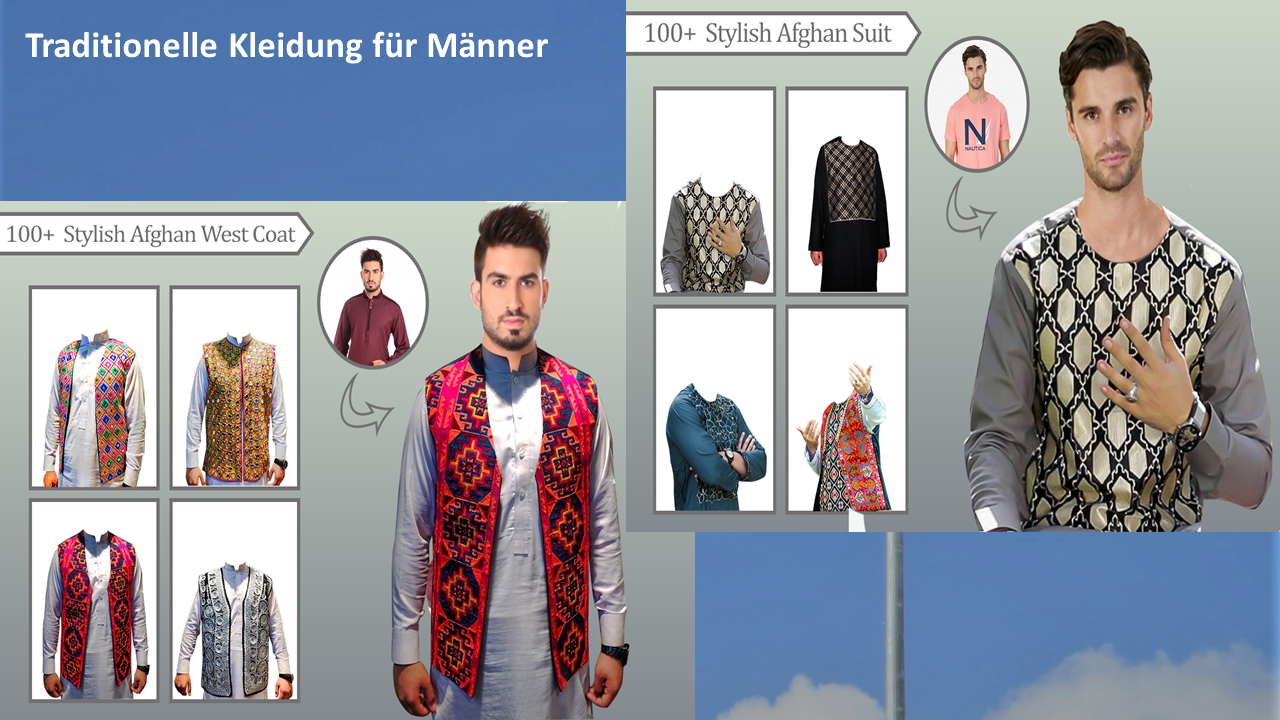 Traditionelle Kleidung für Männer
100+ Stylish Afghan Suit
N
NAUTICA
100+ Stylish Afghan West Coat